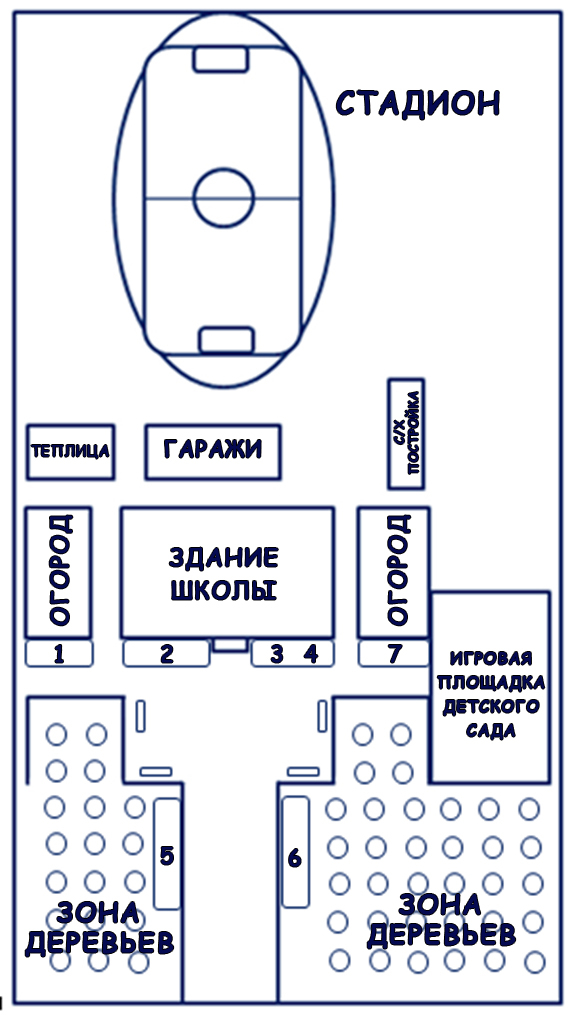 СТАДИОН
С/Х
ПОСТРОЙКА
ТЕПЛИЦА
ГАРАЖИ
ОГОРОД
ЗДАНИЕ
ШКОЛЫ
ОГОРОД
1
2
3 4
7
ИГРОВАЯ
ПЛОЩАДКА
ДЕТСКОГО
САДА
5
6
ЗОНА
ДЕРЕВЬЕВ
ЗОНА
ДЕРЕВЬЕВ